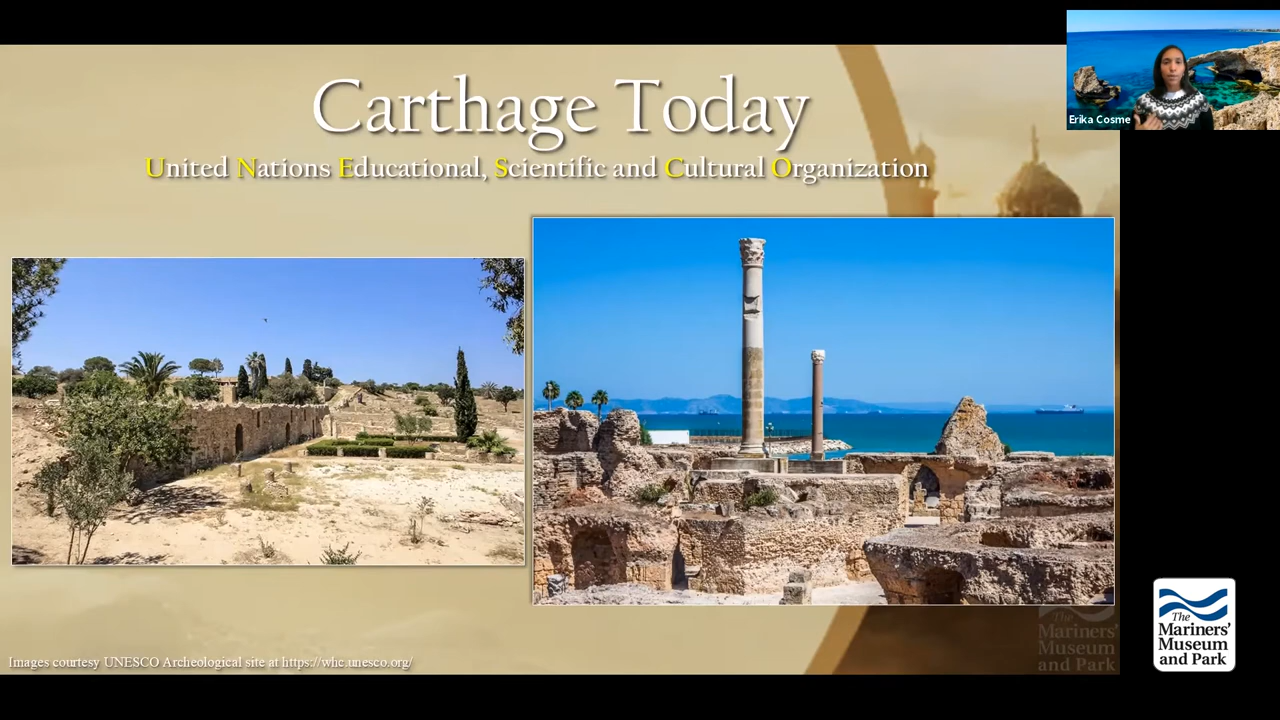 Carthage Today
United Nations Educational, Scientific and Cultural Organization
Erika Cosme
Images courtesy UNESCO Archeological site at https://whc.unesco.org/
The
Mariners'
Museum
and Park
The
Mariners'
Museum
and Park